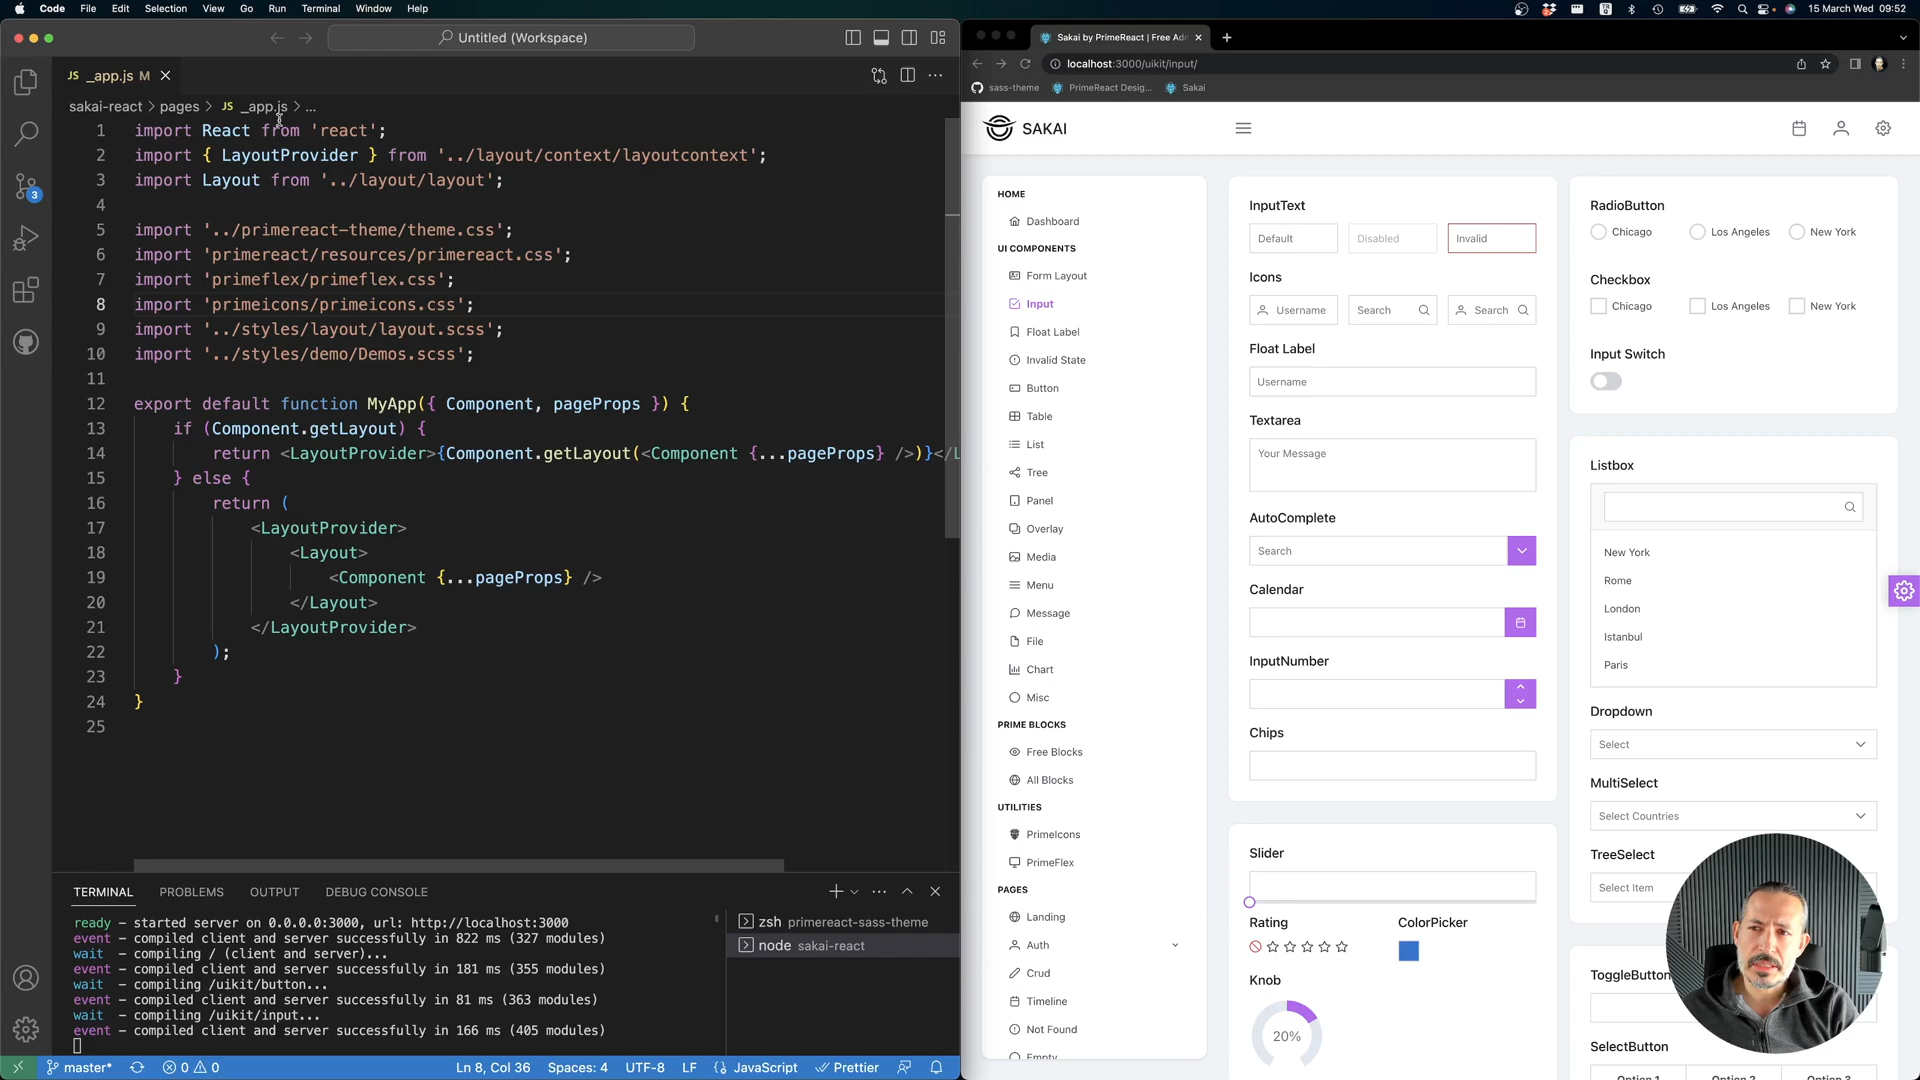 Code File Edit Selection View Go Run Terminal Window Help
15 March Wed 09:52
Untitled (Workspace)
JS _app.js M
sakai-react > pages > JS _app.js > ...
1 import React from 'react';
2 import { LayoutProvider } from '../layout/context/layoutcontext';
3 import Layout from '../layout/layout';
4
5 import '../primereact-theme/theme.css';
6 import 'primereact/resources/primereact.css';
7 import 'primeflex/primeflex.css';
8 import 'primeicons/primeicons.css';
9 import '../styles/layout/layout.scss';
10 import '../styles/demo/Demos.scss';
11
12 export default function MyApp({ Component, pageProps }) {
13 if (Component.getLayout) {
14 return <LayoutProvider>{Component.getLayout(<Component {...pageProps} />)}</L
15 } else {
16 return (
17 <LayoutProvider>
18 <Layout>
19 <Component {...pageProps} />
20 </Layout>
21 </LayoutProvider>
22 );
23 }
24 }
25
3
TERMINAL PROBLEMS OUTPUT DEBUG CONSOLE
ready – started server on 0.0.0.0:3000, url: http://localhost:3000
event – compiled client and server successfully in 822 ms (327 modules)
wait – compiling / (client and server)...
event – compiled client and server successfully in 181 ms (355 modules)
wait – compiling /uikit/button...
event – compiled client and server successfully in 81 ms (363 modules)
wait – compiling /uikit/input...
event – compiled client and server successfully in 166 ms (405 modules)
zsh primereact-sass-theme
node sakai-react
master* 0 0 Ln 8, Col 36 Spaces: 4 UTF-8 LF JavaScript Prettier
Sakai by PrimeReact | Free Adm
localhost:3000/uikit/input/
sass-theme PrimeReact Desig... Sakai
SAKAI
HOME
Dashboard
UI COMPONENTS
Form Layout
Input
Float Label
Invalid State
Button
Table
List
Tree
Panel
Overlay
Media
Menu
Message
File
Chart
Misc
PRIME BLOCKS
Free Blocks
All Blocks
UTILITIES
PrimeIcons
PrimeFlex
PAGES
Landing
Auth
Crud
Timeline
Not Found
Empty
InputText
Default Disabled Invalid
Icons
Username Search Search
Float Label
Username
Textarea
Your Message
AutoComplete
Search
Calendar
InputNumber
Chips
Slider
Rating ColorPicker
Knob
20%
RadioButton
Chicago Los Angeles New York
Checkbox
Chicago Los Angeles New York
Input Switch
Listbox
New York
Rome
London
Istanbul
Paris
Dropdown
Select
MultiSelect
Select Countries
TreeSelect
Select Item
ToggleButton
SelectButton
Option 1 Option 2 Option 3